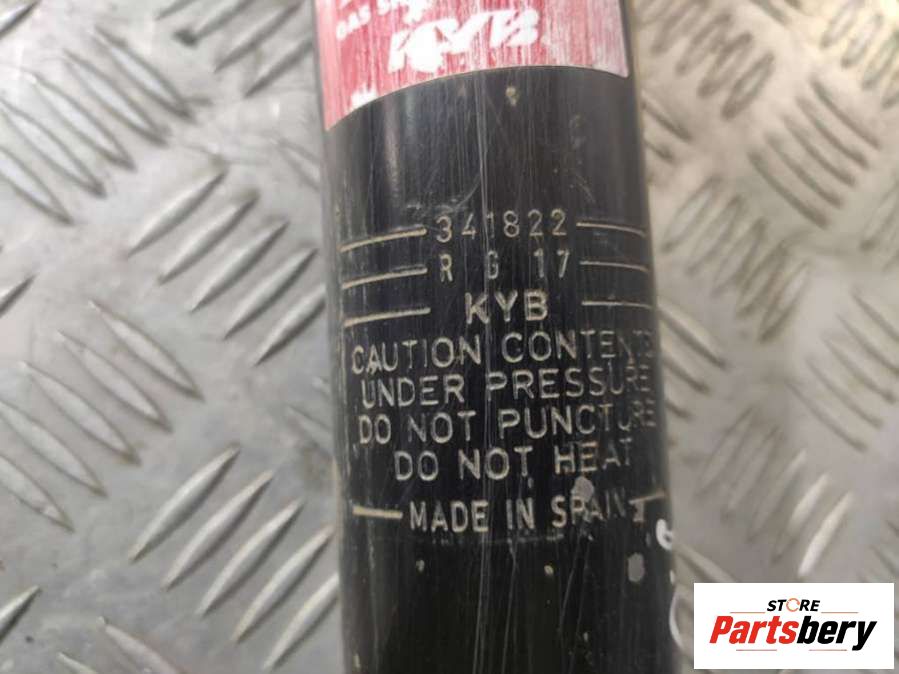 GAS
KYB
341822
R G 17
KYB
CAUTION CONTENTS
UNDER PRESSURE
DO NOT PUNCTURE
DO NOT HEAT
MADE IN SPAIN
STORE
Partsbery